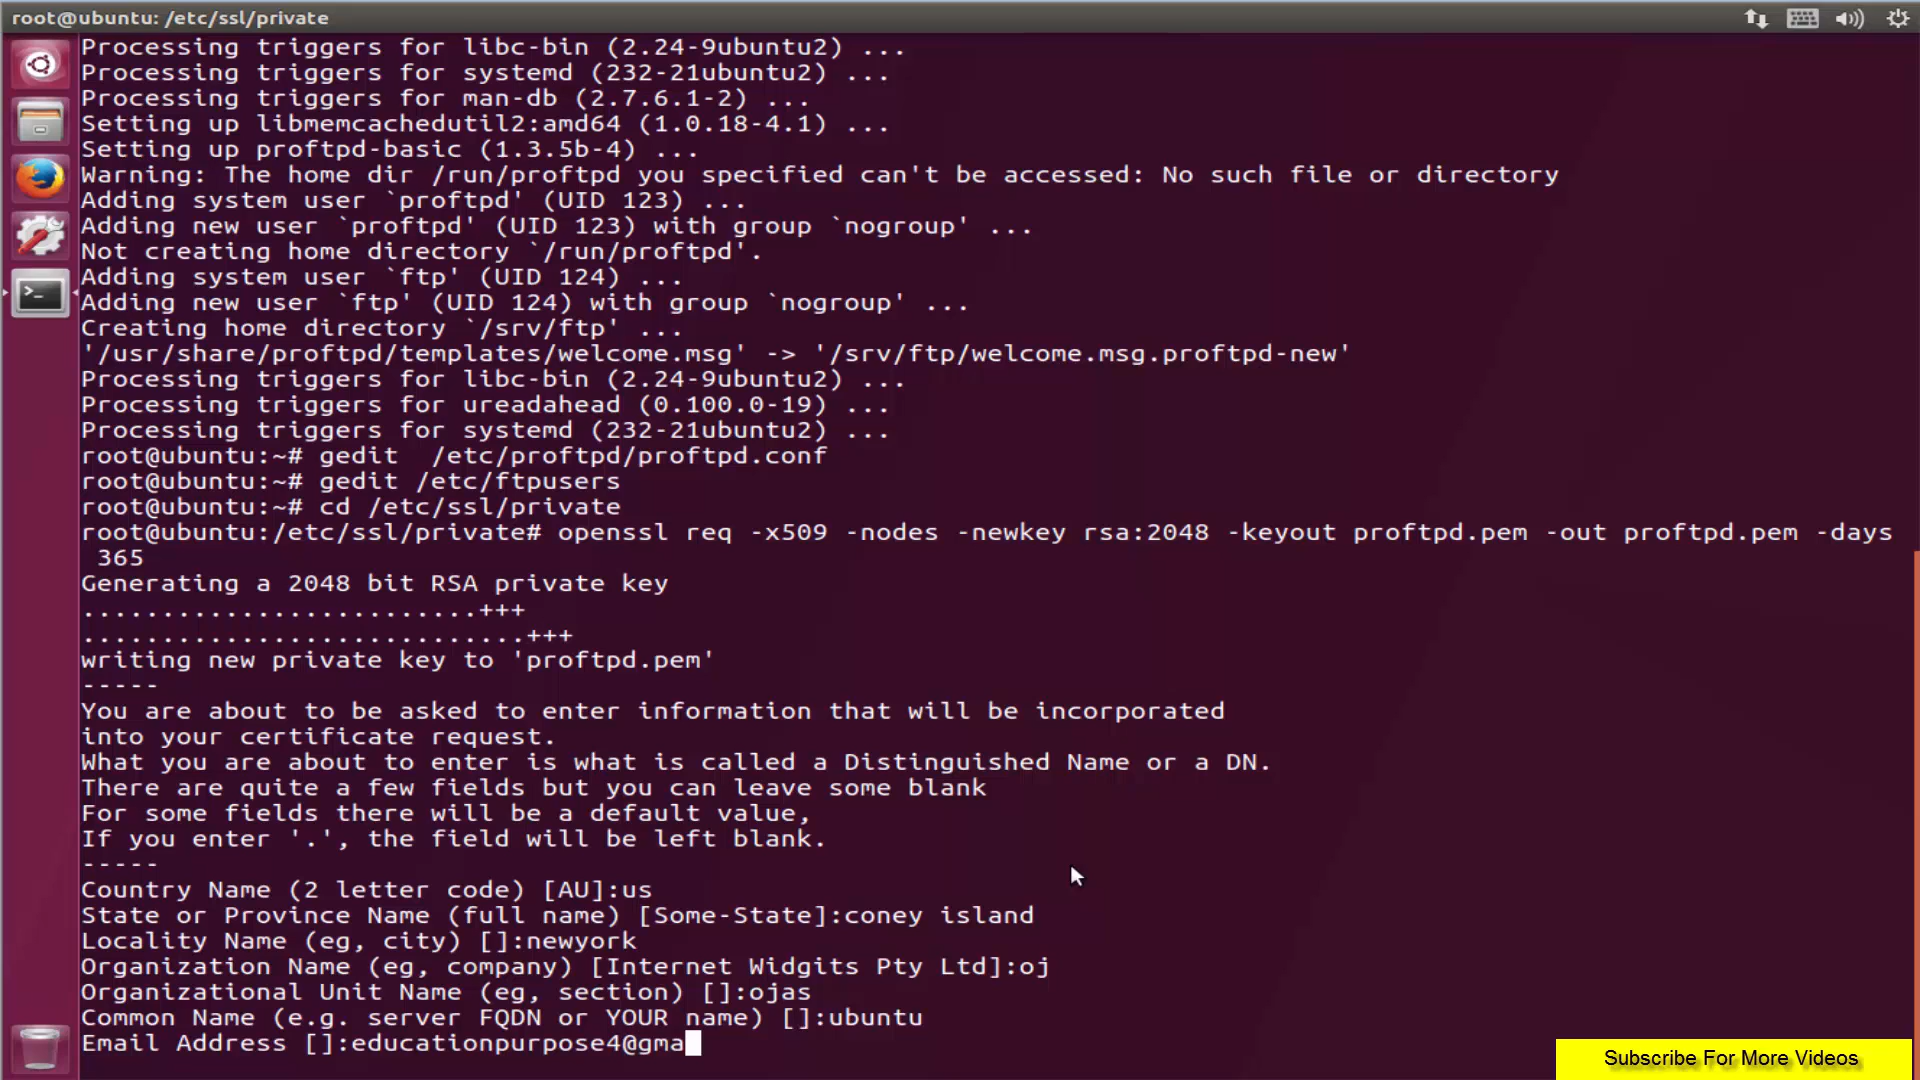 root@ubuntu: /etc/ssl/private
Processing triggers for libc-bin (2.24-9ubuntu2) ...
Processing triggers for systemd (232-21ubuntu2) ...
Processing triggers for man-db (2.7.6.1-2) ...
Setting up libmemcachedutil2:amd64 (1.0.18-4.1) ...
Setting up proftpd-basic (1.3.5b-4) ...
Warning: The home dir /run/proftpd you specified can't be accessed: No such file or directory
Adding system user `proftpd' (UID 123) ...
Adding new user `proftpd' (UID 123) with group `nogroup' ...
Not creating home directory `/run/proftpd'.
Adding system user `ftp' (UID 124) ...
Adding new user `ftp' (UID 124) with group `nogroup' ...
Creating home directory `/srv/ftp' ...
'/usr/share/proftpd/templates/welcome.msg' -> '/srv/ftp/welcome.msg.proftpd-new'
Processing triggers for libc-bin (2.24-9ubuntu2) ...
Processing triggers for ureadahead (0.100.0-19) ...
Processing triggers for systemd (232-21ubuntu2) ...
root@ubuntu:~# gedit  /etc/proftpd/proftpd.conf
root@ubuntu:~# gedit /etc/ftpusers
root@ubuntu:~# cd /etc/ssl/private
root@ubuntu:/etc/ssl/private# openssl req -x509 -nodes -newkey rsa:2048 -keyout proftpd.pem -out proftpd.pem -days
 365
Generating a 2048 bit RSA private key
.........................+++
............................+++
writing new private key to 'proftpd.pem'
-----
You are about to be asked to enter information that will be incorporated
into your certificate request.
What you are about to enter is what is called a Distinguished Name or a DN.
There are quite a few fields but you can leave some blank
For some fields there will be a default value,
If you enter '.', the field will be left blank.
-----
Country Name (2 letter code) [AU]:us
State or Province Name (full name) [Some-State]:coney island
Locality Name (eg, city) []:newyork
Organization Name (eg, company) [Internet Widgits Pty Ltd]:oj
Organizational Unit Name (eg, section) []:ojas
Common Name (e.g. server FQDN or YOUR name) []:ubuntu
Email Address []:educationpurpose4@gma
Subscribe For More Videos